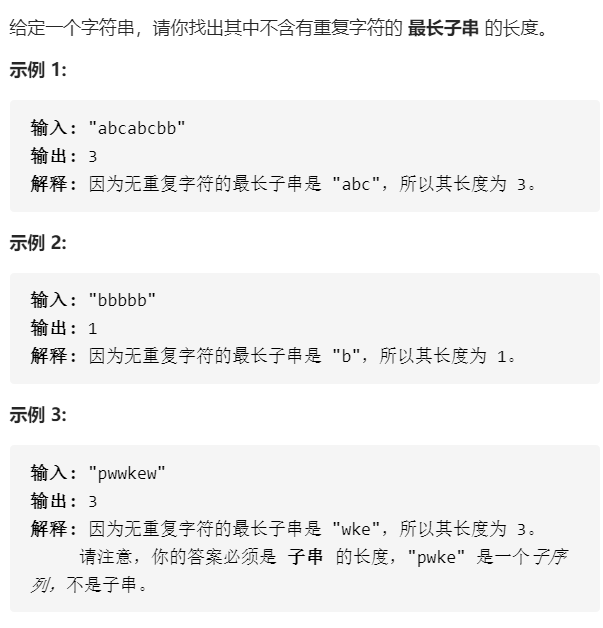 给定一个字符串，请你找出其中不含有重复字符的 最长子串 的长度。
示例 1:
输入: "abcabcbb"
输出: 3
解释: 因为无重复字符的最长子串是 "abc"，所以其长度为 3。
示例 2:
输入: "bbbbb"
输出: 1
解释: 因为无重复字符的最长子串是 "b"，所以其长度为 1。
示例 3:
输入: "pwwkew"
输出: 3
解释: 因为无重复字符的最长子串是 "wke"，所以其长度为 3。
请注意，你的答案必须是 子串 的长度，"pwke" 是一个子序
列，不是子串。